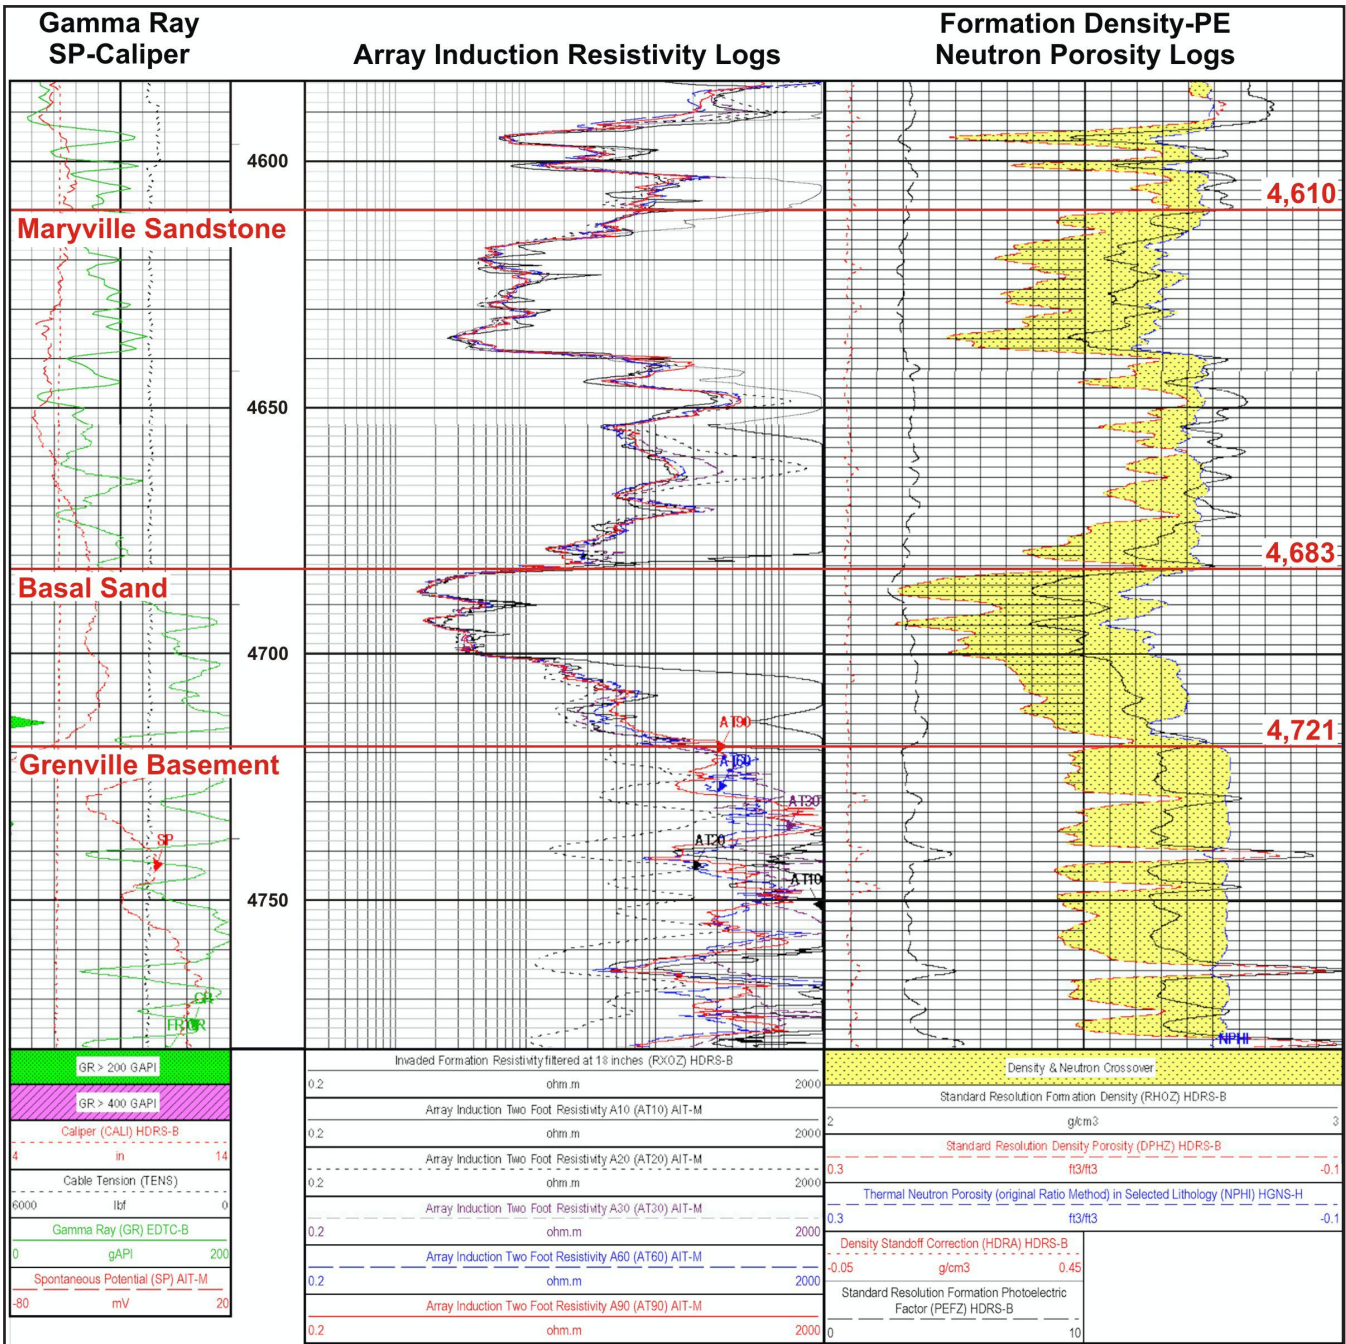 Gamma Ray
SP-Caliper
Array Induction Resistivity Logs
Formation Density-PE
Neutron Porosity Logs
4600
4,610
Maryville Sandstone
4650
4,683
Basal Sand
4700
AT90
4,721
Grenville Basement
AT60
AT30
SP
AT20
AT10
4750
GR
NPHI
GR > 200 GAPI
GR > 400 GAPI
Caliper (CALI) HDRS-B
4 in 14
Cable Tension (TENS)
6000 lbf 0
Gamma Ray (GR) EDTC-B
0 gAPI 200
Spontaneous Potential (SP) AIT-M
-80 mV 20
Invaded Formation Resistivity filtered at 18 inches (RXOZ) HDRS-B
0.2 ohm.m 2000
Array Induction Two Foot Resistivity A10 (AT10) AIT-M
0.2 ohm.m 2000
Array Induction Two Foot Resistivity A20 (AT20) AIT-M
0.2 ohm.m 2000
Array Induction Two Foot Resistivity A30 (AT30) AIT-M
0.2 ohm.m 2000
Array Induction Two Foot Resistivity A60 (AT60) AIT-M
0.2 ohm.m 2000
Array Induction Two Foot Resistivity A90 (AT90) AIT-M
0.2 ohm.m 2000
Density & Neutron Crossover
Standard Resolution Formation Density (RHOZ) HDRS-B
2 g/cm3 3
Standard Resolution Density Porosity (DPHZ) HDRS-B
0.3 ft3/ft3 -0.1
Thermal Neutron Porosity (original Ratio Method) in Selected Lithology (NPHI) HGNS-H
0.3 ft3/ft3 -0.1
Density Standoff Correction (HDRA) HDRS-B
-0.05 g/cm3 0.45
Standard Resolution Formation Photoelectric
Factor (PEFZ) HDRS-B
0 10